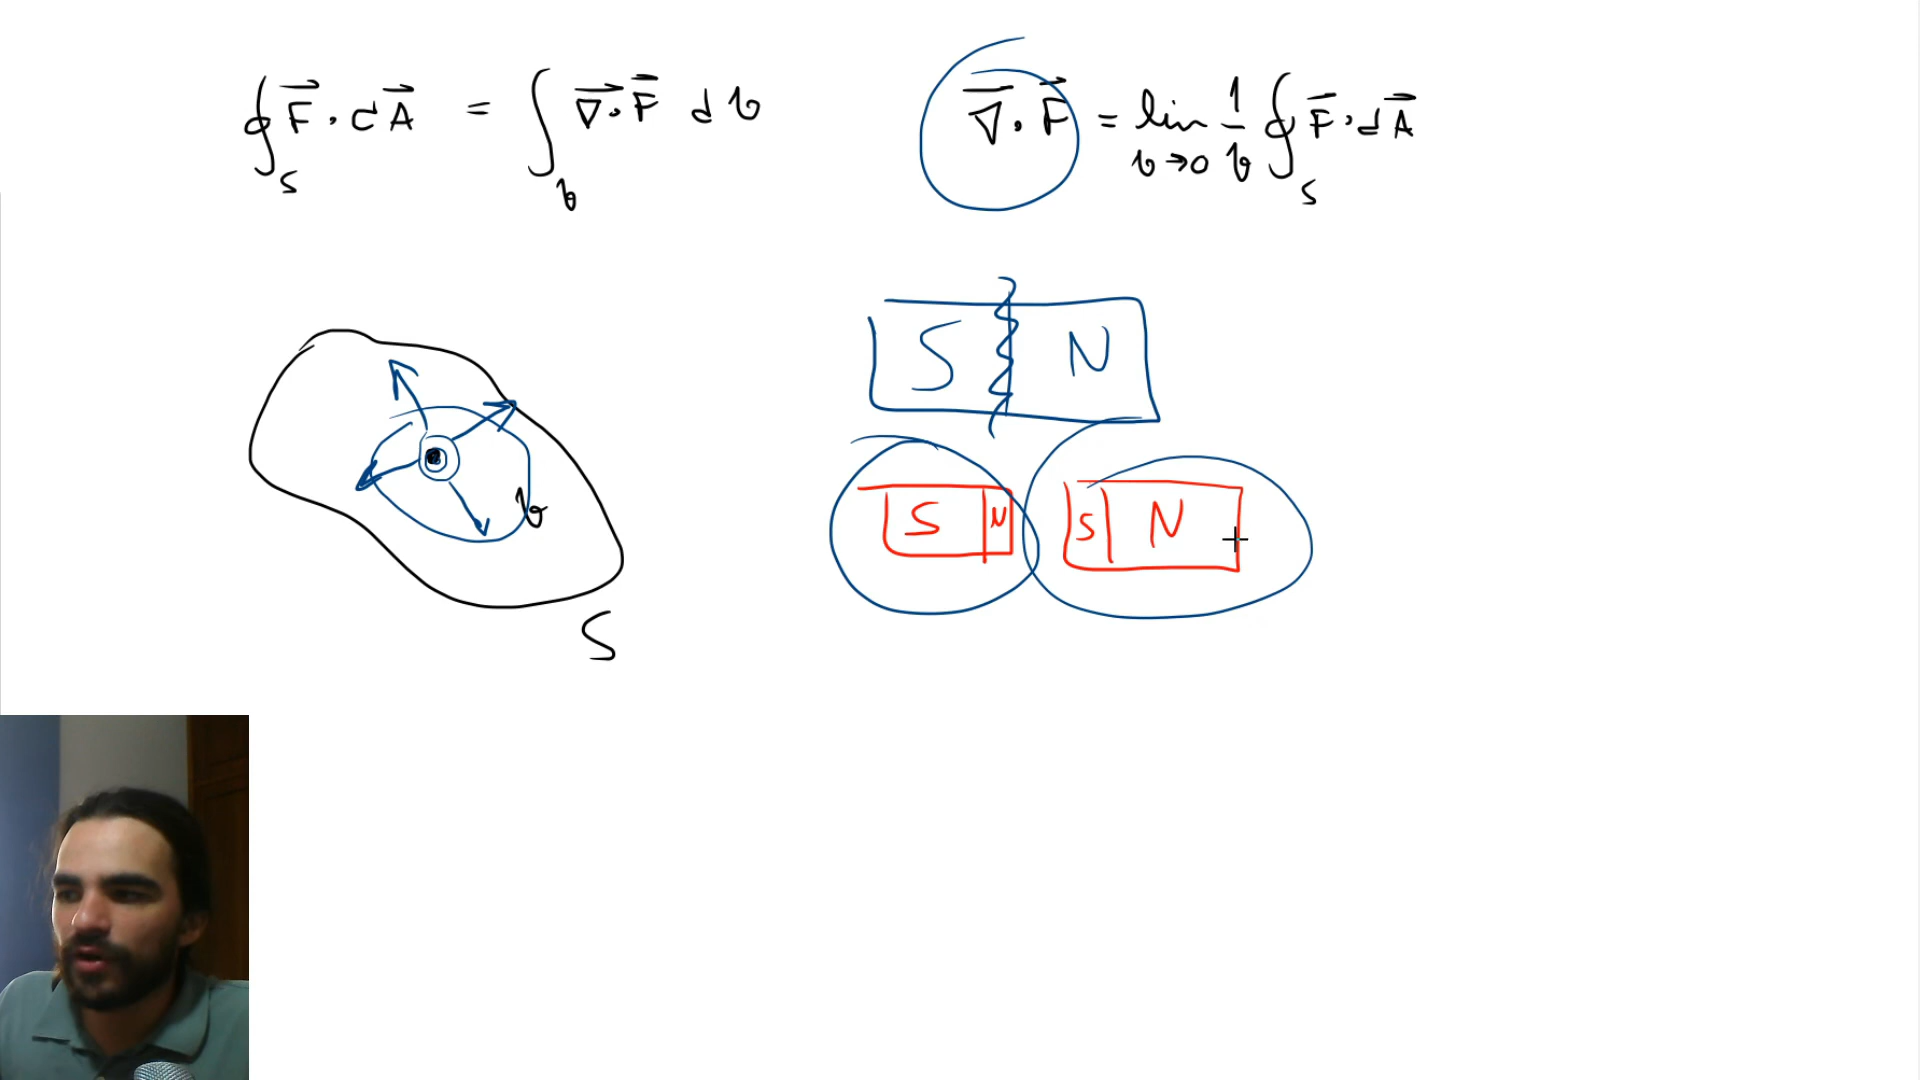 ∮_S F⃗ · dA⃗ = ∫_v ∇⃗ · F⃗ dv
∇⃗ · F⃗ = lim_{v→0} 1/v ∮_S F⃗ · dA⃗
S N
v
S N S N
S